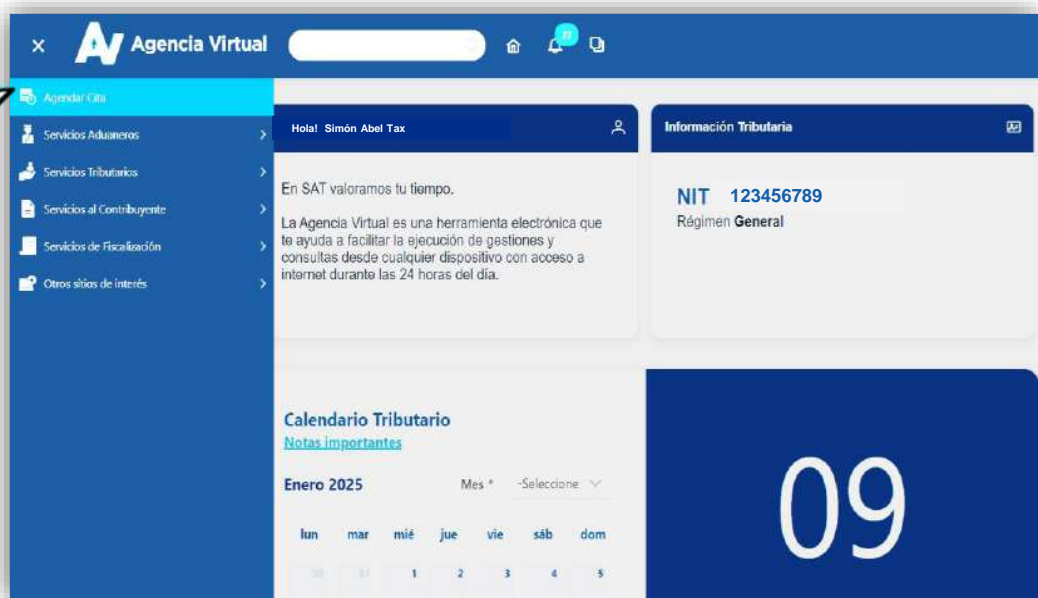 Agencia Virtual
Agendar Cita
Servicios Aduaneros
Servicios Tributarios
Servicios al Contribuyente
Servicios de Fiscalización
Otros sitios de interés
Hola! Simón Abel Tax
En SAT valoramos tu tiempo.
La Agencia Virtual es una herramienta electrónica que
te ayuda a facilitar la ejecución de gestiones y
consultas desde cualquier dispositivo con acceso a
internet durante las 24 horas del día.
Información Tributaria
NIT 123456789
Régimen General
Calendario Tributario
Notas importantes
Enero 2025 Mes * -Seleccione
lun mar mié jue vie sáb dom
30 31 1 2 3 4 5
09